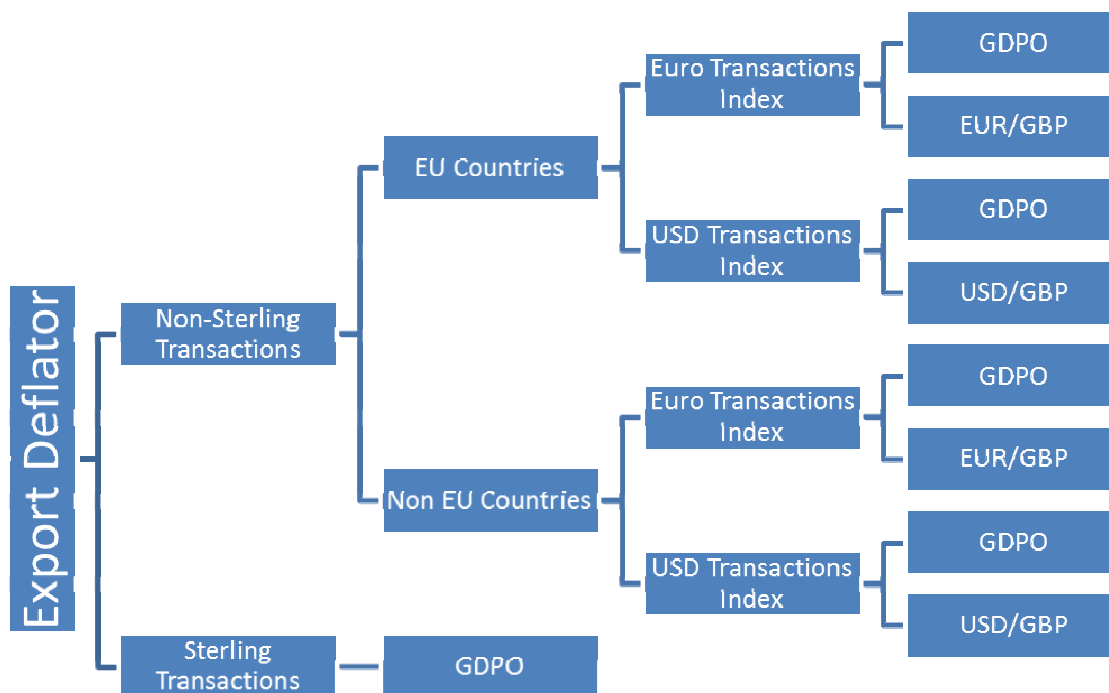 Export Deflator
Non-Sterling
Transactions
EU Countries
Euro Transactions
Index
GDPO
EUR/GBP
USD Transactions
Index
GDPO
USD/GBP
Non EU Countries
Euro Transactions
Index
GDPO
EUR/GBP
USD Transactions
Index
GDPO
USD/GBP
Sterling
Transactions
GDPO